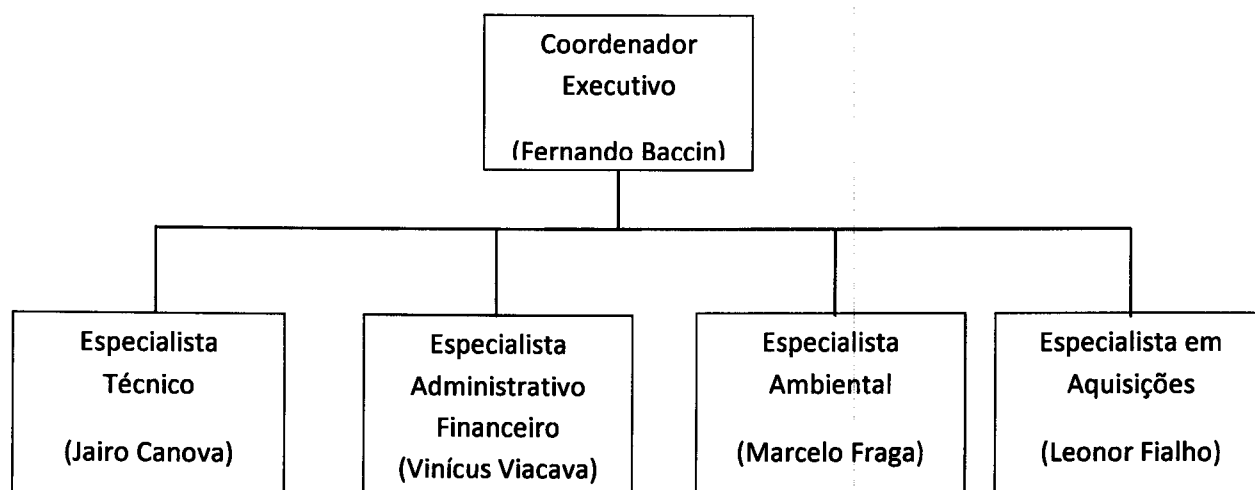 Coordenador
Executivo
(Fernando Baccin)
Especialista
Técnico
(Jairo Canova)
Especialista
Administrativo
Financeiro
(Vinícus Viacava)
Especialista
Ambiental
(Marcelo Fraga)
Especialista em
Aquisições
(Leonor Fialho)